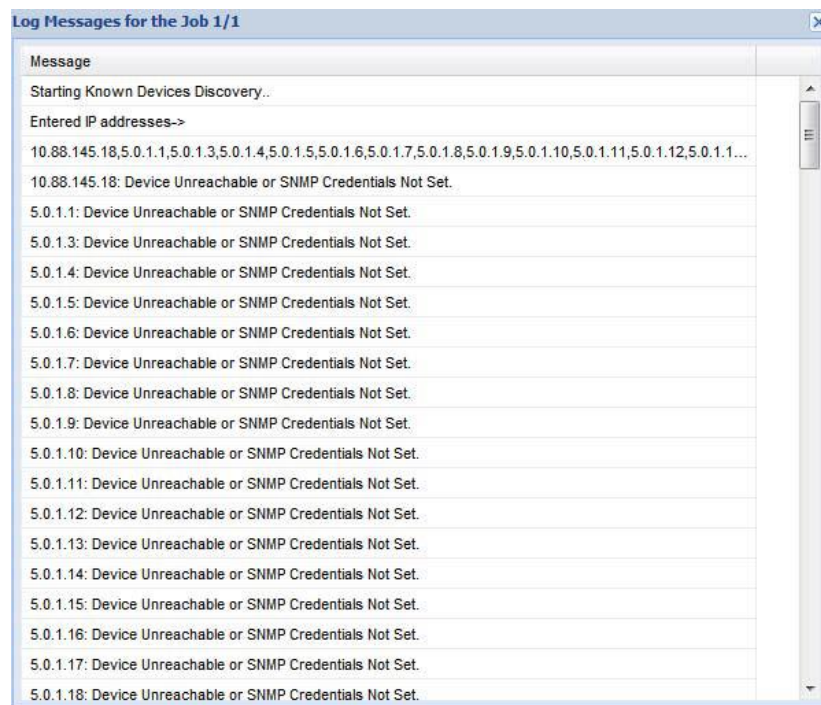 Log Messages for the Job 1/1
Message
Starting Known Devices Discovery..
Entered IP addresses->
10.88.145.18,5.0.1.1,5.0.1.3,5.0.1.4,5.0.1.5,5.0.1.6,5.0.1.7,5.0.1.8,5.0.1.9,5.0.1.10,5.0.1.11,5.0.1.12,5.0.1.1...
10.88.145.18: Device Unreachable or SNMP Credentials Not Set.
5.0.1.1: Device Unreachable or SNMP Credentials Not Set.
5.0.1.3: Device Unreachable or SNMP Credentials Not Set.
5.0.1.4: Device Unreachable or SNMP Credentials Not Set.
5.0.1.5: Device Unreachable or SNMP Credentials Not Set.
5.0.1.6: Device Unreachable or SNMP Credentials Not Set.
5.0.1.7: Device Unreachable or SNMP Credentials Not Set.
5.0.1.8: Device Unreachable or SNMP Credentials Not Set.
5.0.1.9: Device Unreachable or SNMP Credentials Not Set.
5.0.1.10: Device Unreachable or SNMP Credentials Not Set.
5.0.1.11: Device Unreachable or SNMP Credentials Not Set.
5.0.1.12: Device Unreachable or SNMP Credentials Not Set.
5.0.1.13: Device Unreachable or SNMP Credentials Not Set.
5.0.1.14: Device Unreachable or SNMP Credentials Not Set.
5.0.1.15: Device Unreachable or SNMP Credentials Not Set.
5.0.1.16: Device Unreachable or SNMP Credentials Not Set.
5.0.1.17: Device Unreachable or SNMP Credentials Not Set.
5.0.1.18: Device Unreachable or SNMP Credentials Not Set.